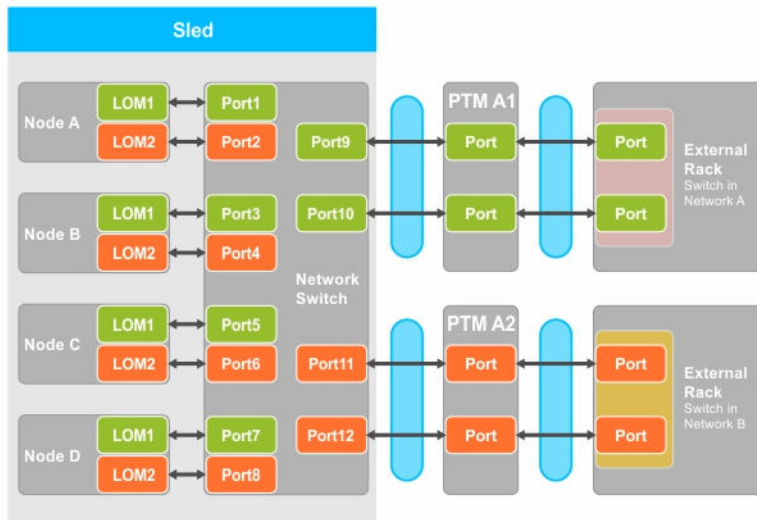 Sled
Node A
LOM1
LOM2
Port1
Port2
Node B
LOM1
LOM2
Port3
Port4
Node C
LOM1
LOM2
Port5
Port6
Node D
LOM1
LOM2
Port7
Port8
Port9
Port10
Network
Switch
Port11
Port12
PTM A1
Port
Port
PTM A2
Port
Port
Port
Port
External
Rack
Switch in
Network A
Port
Port
External
Rack
Switch in
Network B